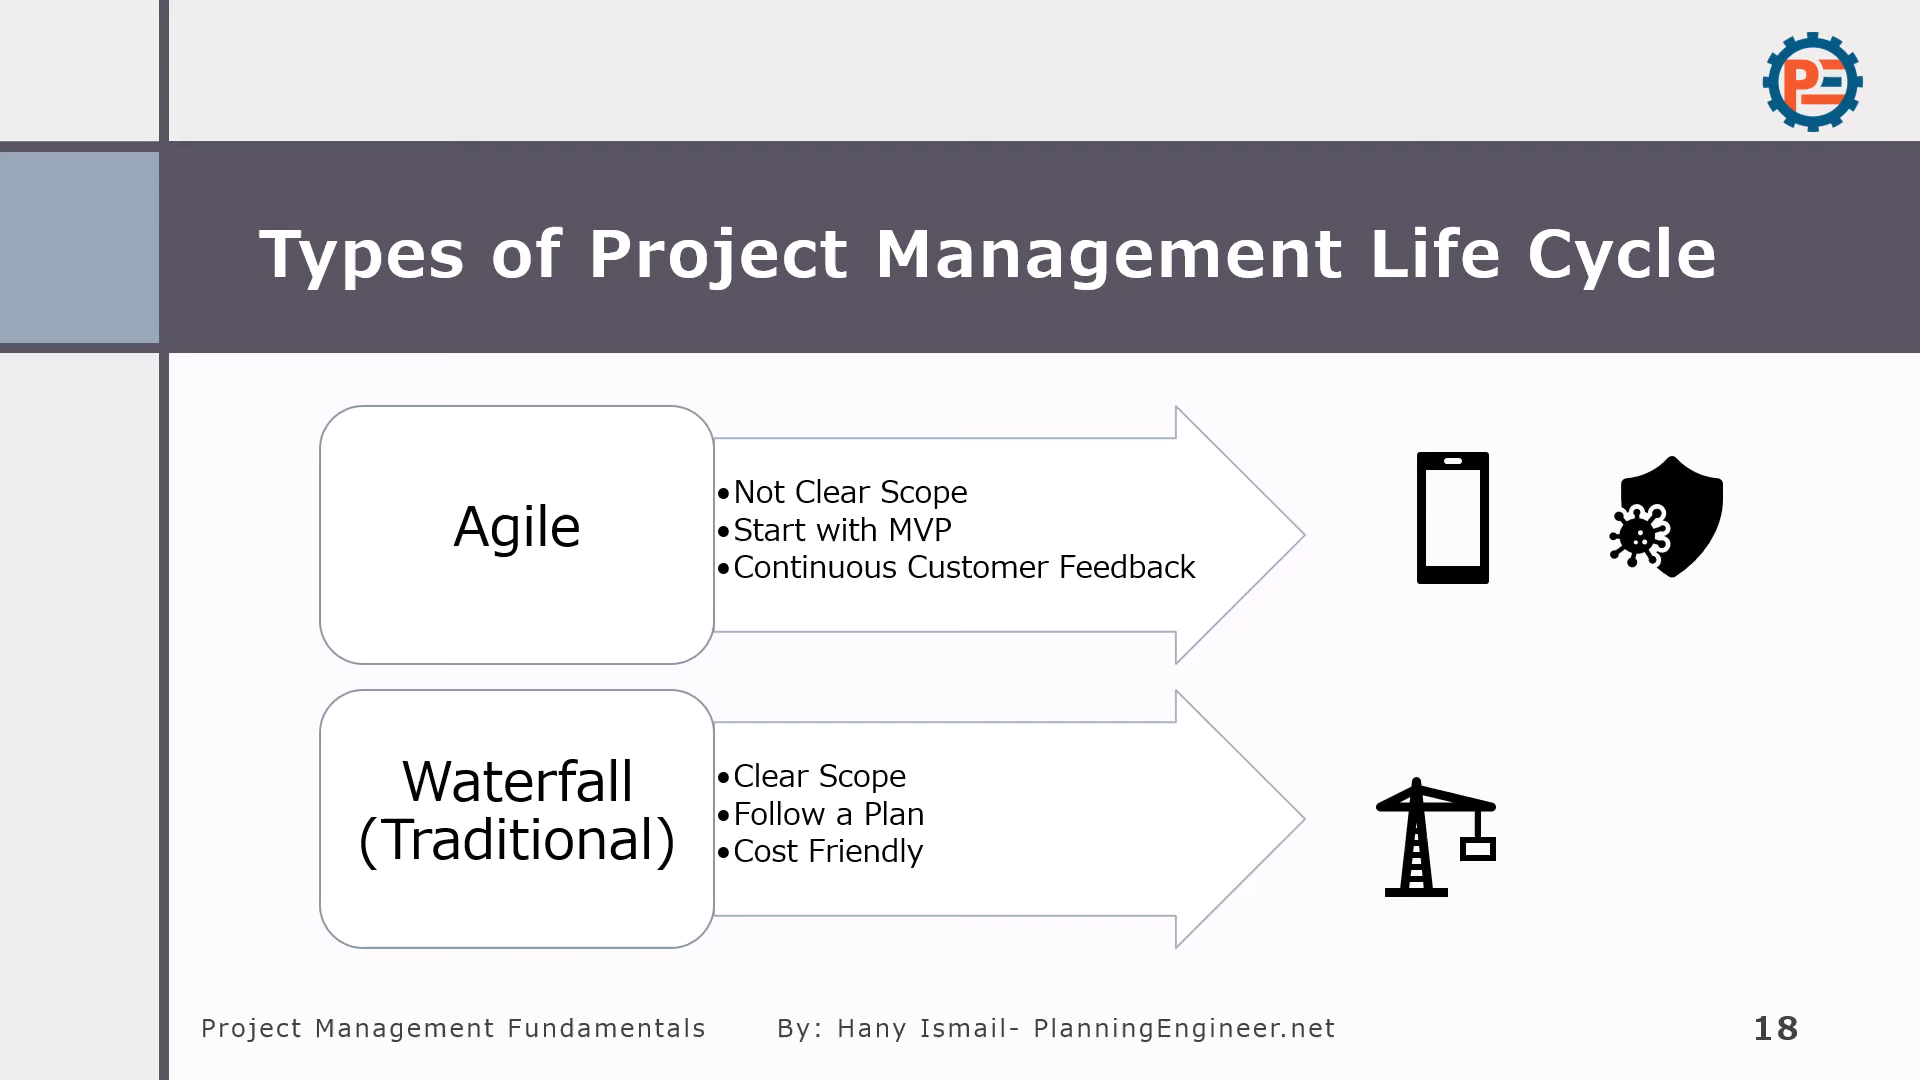 PE
Types of Project Management Life Cycle
Agile
•Not Clear Scope
•Start with MVP
•Continuous Customer Feedback
Waterfall
(Traditional)
•Clear Scope
•Follow a Plan
•Cost Friendly
Project Management Fundamentals By: Hany Ismail- PlanningEngineer.net 18